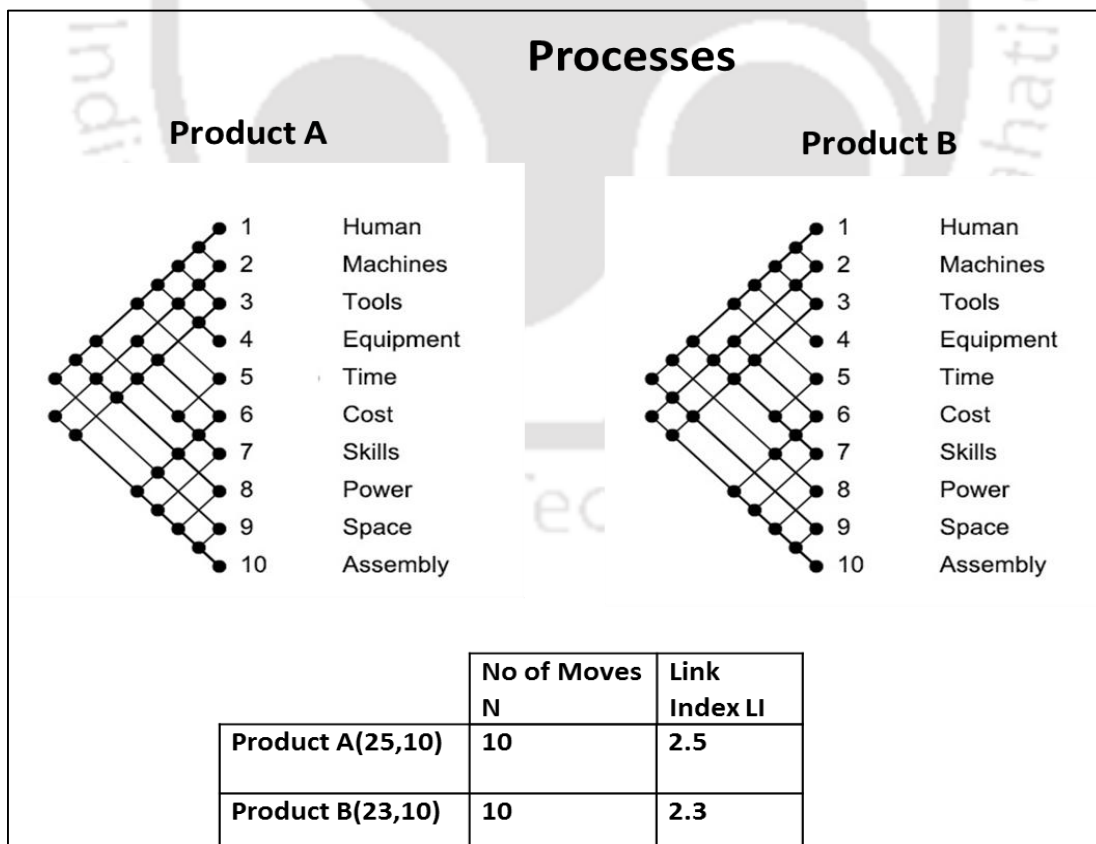 Processes
Product A
Product B
1 Human
2 Machines
3 Tools
4 Equipment
5 Time
6 Cost
7 Skills
8 Power
9 Space
10 Assembly
1 Human
2 Machines
3 Tools
4 Equipment
5 Time
6 Cost
7 Skills
8 Power
9 Space
10 Assembly
No of Moves N
Link Index LI
Product A(25,10) 10 2.5
Product B(23,10) 10 2.3